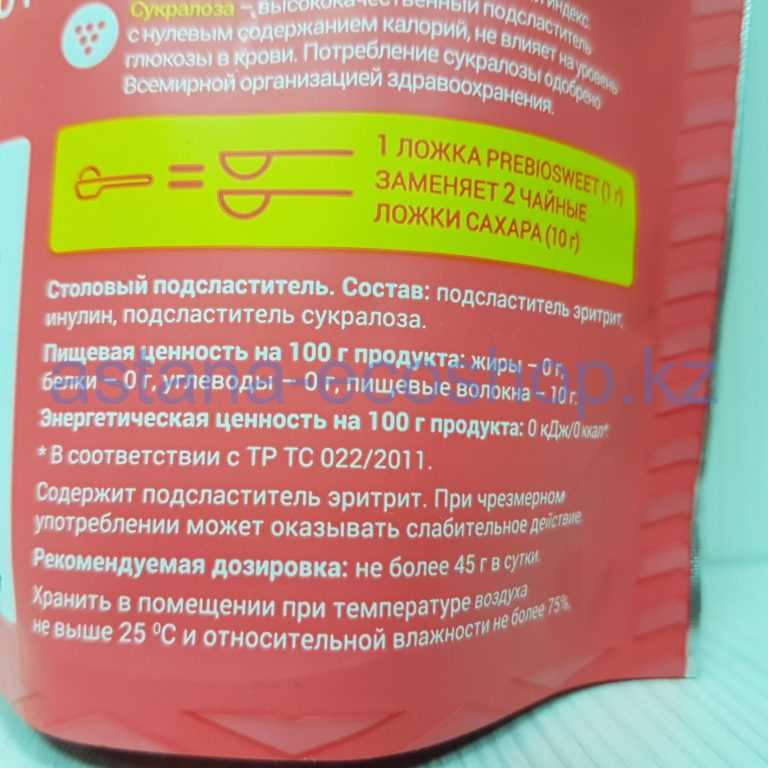 индекс.
Сукралоза – высококачественный подсластитель
с нулевым содержанием калорий, не влияет на уровень
глюкозы в крови. Потребление сукралозы одобрено
Всемирной организацией здравоохранения.
1 ЛОЖКА PREBIOSWEET (1 г)
ЗАМЕНЯЕТ 2 ЧАЙНЫЕ
ЛОЖКИ САХАРА (10 г)
Столовый подсластитель. Состав: подсластитель эритрит,
инулин, подсластитель сукралоза.
Пищевая ценность на 100 г продукта: жиры – 0 г,
белки – 0 г, углеводы – 0 г, пищевые волокна – 10 г.
astana-ecoshop.kz
Энергетическая ценность на 100 г продукта: 0 кДж/0 ккал*
* В соответствии с ТР ТС 022/2011.
Содержит подсластитель эритрит. При чрезмерном
употреблении может оказывать слабительное действие.
Рекомендуемая дозировка: не более 45 г в сутки.
Хранить в помещении при температуре воздуха
не выше 25 ⁰С и относительной влажности не более 75%.